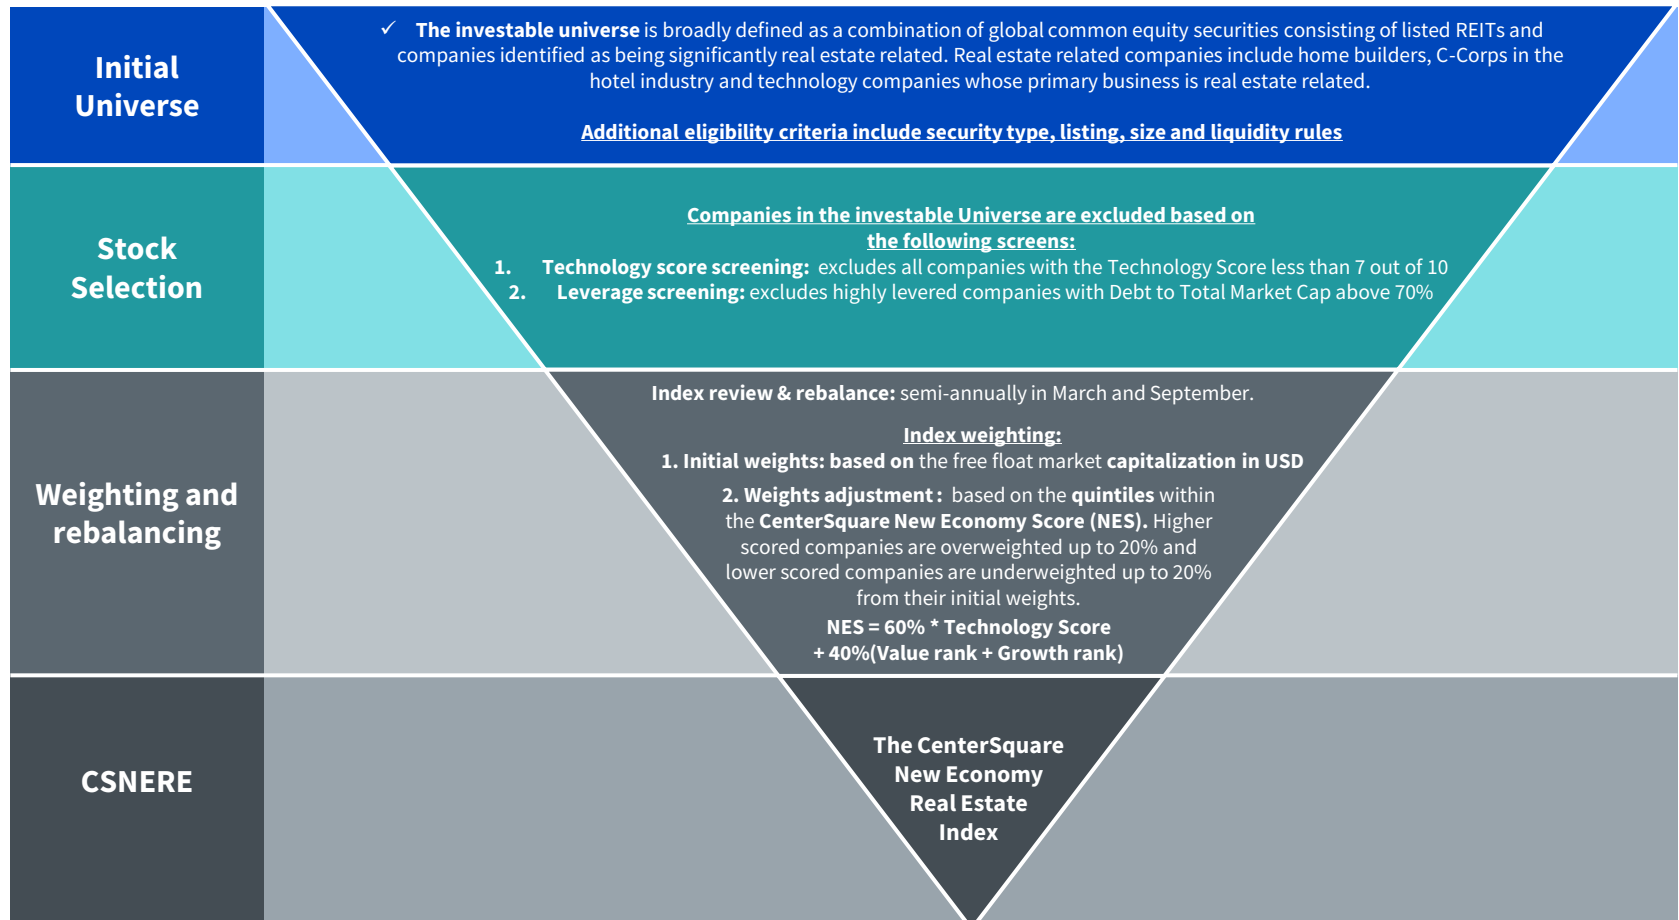 Initial
Universe
✓ The investable universe is broadly defined as a combination of global common equity securities consisting of listed REITs and
companies identified as being significantly real estate related. Real estate related companies include home builders, C-Corps in the
hotel industry and technology companies whose primary business is real estate related.
Additional eligibility criteria include security type, listing, size and liquidity rules
Stock
Selection
Companies in the investable Universe are excluded based on
the following screens:
1. Technology score screening: excludes all companies with the Technology Score less than 7 out of 10
2. Leverage screening: excludes highly levered companies with Debt to Total Market Cap above 70%
Weighting and
rebalancing
Index review & rebalance: semi-annually in March and September.
Index weighting:
1. Initial weights: based on the free float market capitalization in USD
2. Weights adjustment: based on the quintiles within
the CenterSquare New Economy Score (NES). Higher
scored companies are overweighted up to 20% and
lower scored companies are underweighted up to 20%
from their initial weights.
NES = 60% * Technology Score
+ 40%(Value rank + Growth rank)
CSNERE
The CenterSquare
New Economy
Real Estate
Index